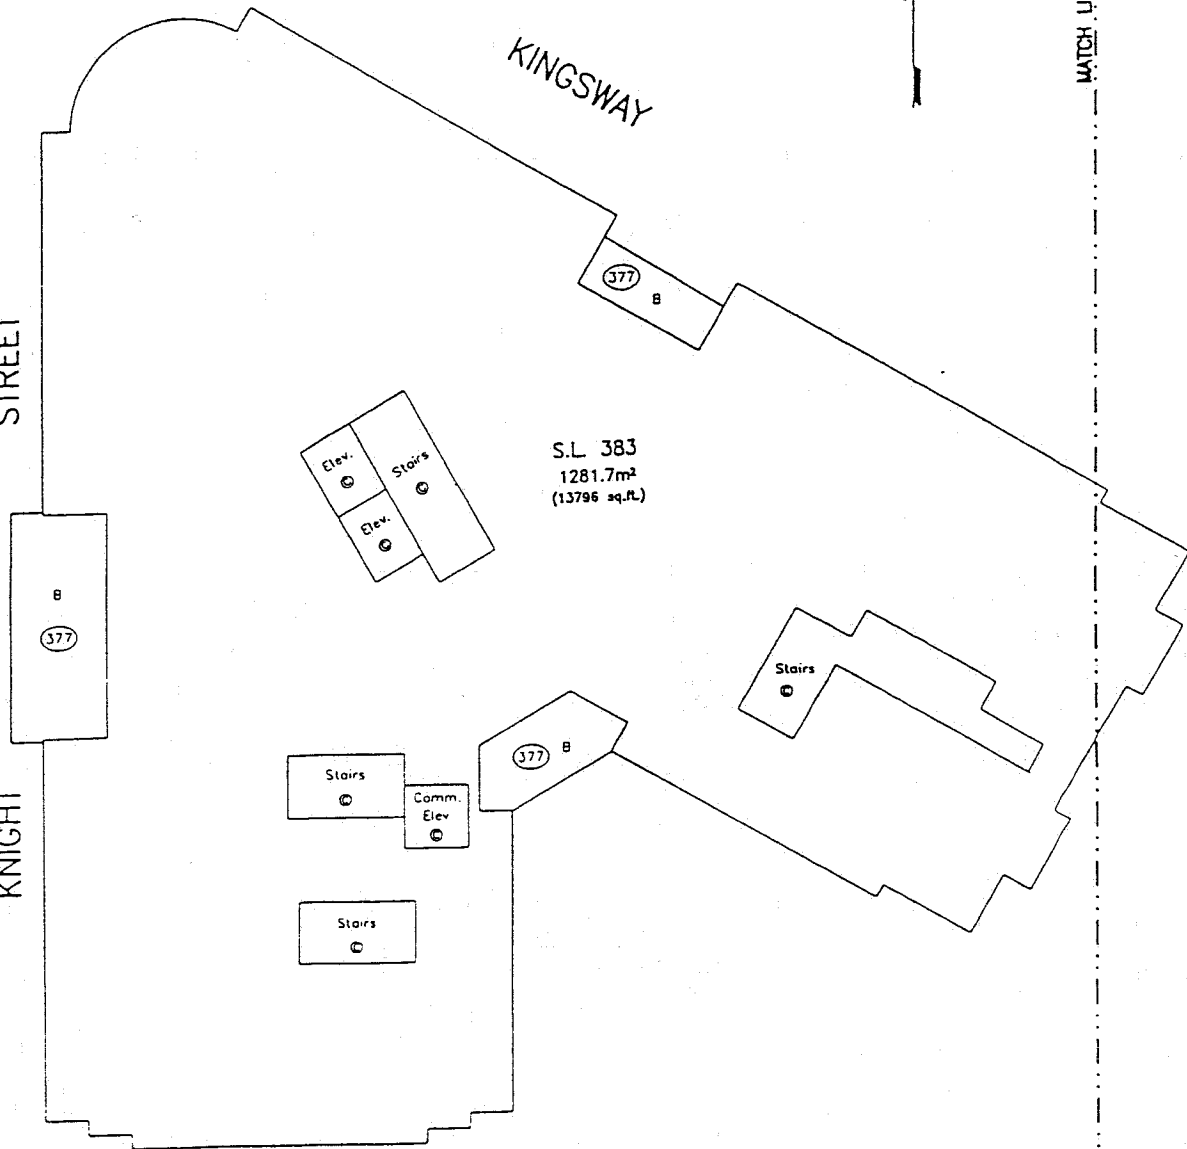 KINGSWAY
MATCH LI
STREET
377
B
S.L. 383
1281.7m²
(13796 sq.ft.)
Elev.
©
Stairs
©
Elev.
©
B
377
Stairs
©
377 B
Stairs
©
Comm.
Elev
©
KNIGHT
Stairs
©